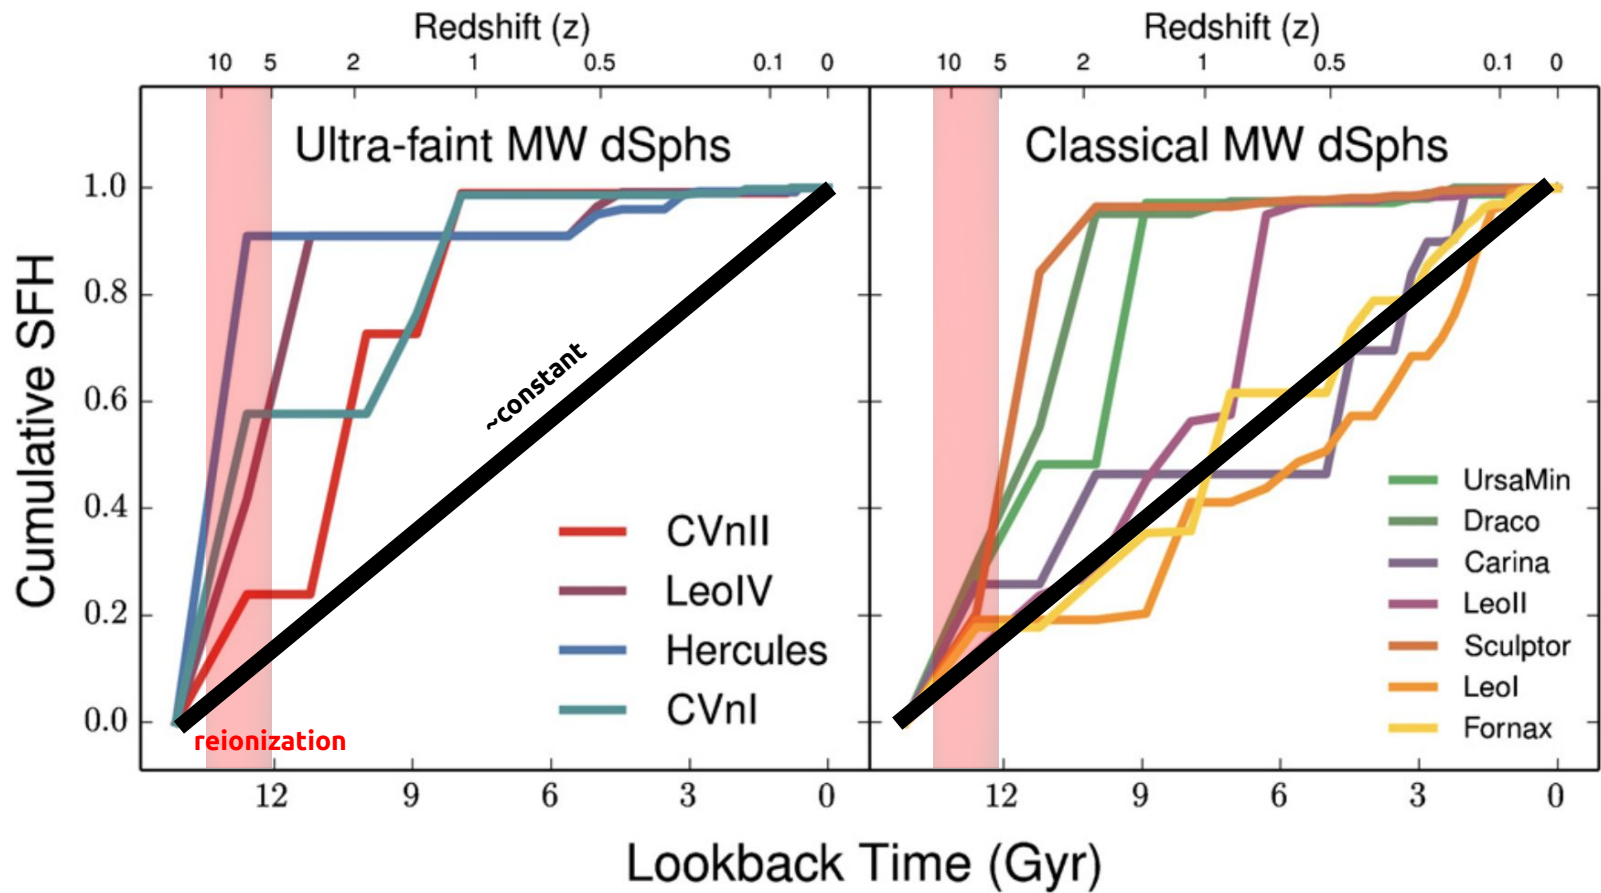 Redshift (z)
10 5 2 1 0.5 0.1 0
Redshift (z)
10 5 2 1 0.5 0.1 0
Cumulative SFH
1.0
0.8
0.6
0.4
0.2
0.0
Ultra-faint MW dSphs
~constant
CVnII
LeoIV
Hercules
CVnI
reionization
12 9 6 3 0
Classical MW dSphs
UrsaMin
Draco
Carina
LeoII
Sculptor
LeoI
Fornax
12 9 6 3 0
Lookback Time (Gyr)